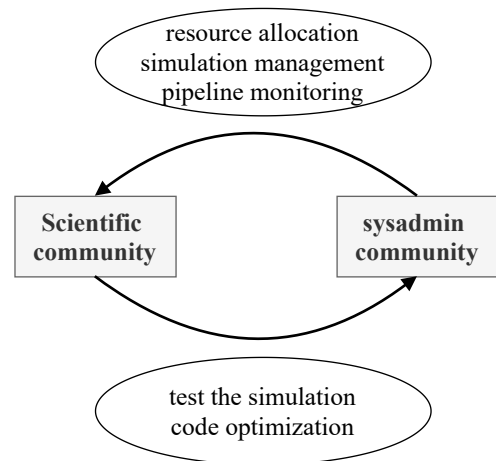 resource allocation
simulation management
pipeline monitoring
Scientific
community
sysadmin
community
test the simulation
code optimization